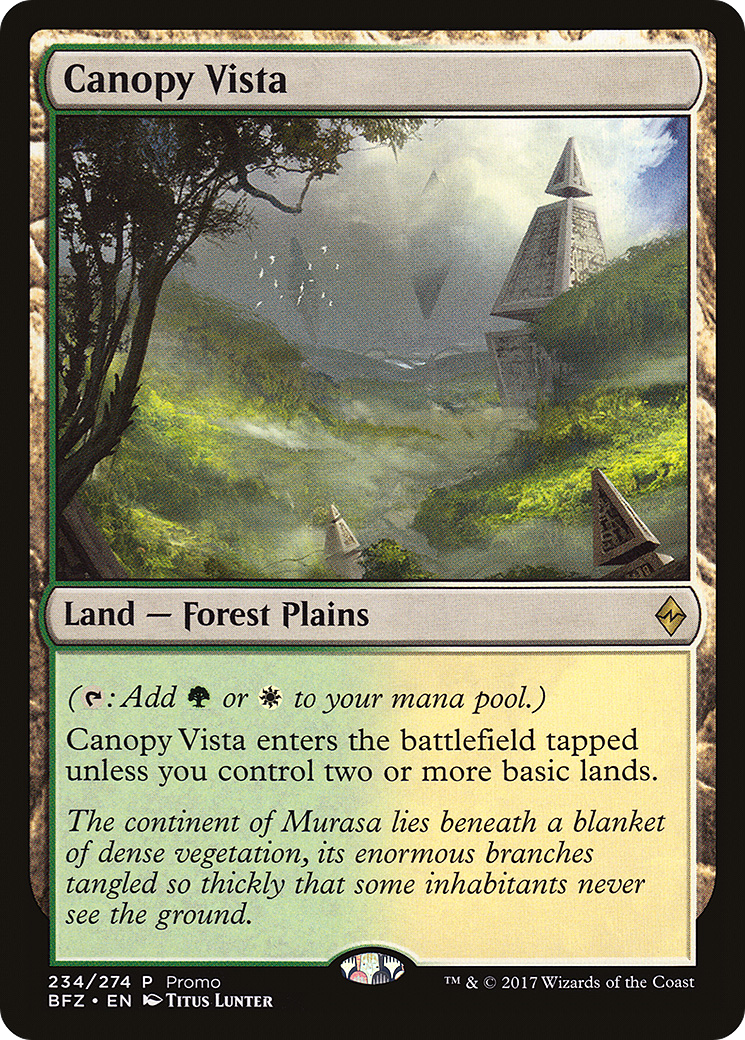 Canopy Vista
Land — Forest Plains
(: Add or to your mana pool.)
Canopy Vista enters the battlefield tapped
unless you control two or more basic lands.
The continent of Murasa lies beneath a blanket
of dense vegetation, its enormous branches
tangled so thickly that some inhabitants never
see the ground.
234/274 P Promo
BFZ • EN Titus Lunter
™ & © 2017 Wizards of the Coast